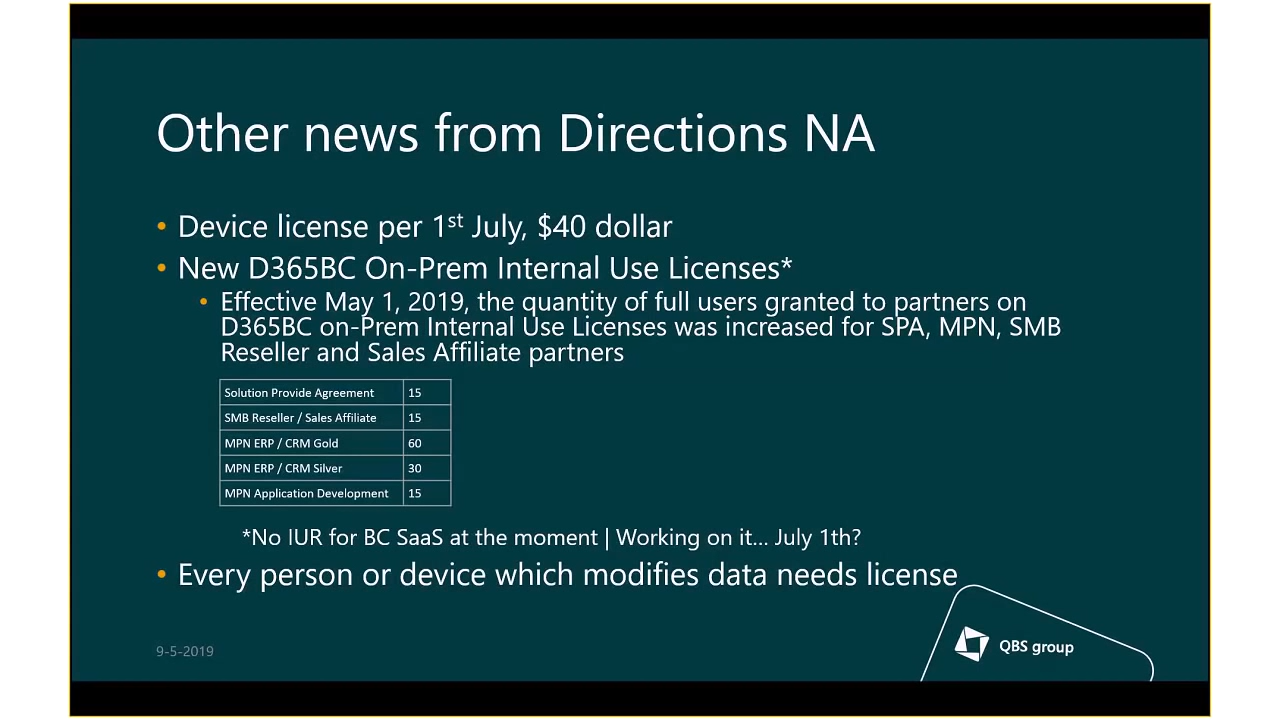 Other news from Directions NA
• Device license per 1st July, $40 dollar
• New D365BC On-Prem Internal Use Licenses*
• Effective May 1, 2019, the quantity of full users granted to partners on
D365BC on-Prem Internal Use Licenses was increased for SPA, MPN, SMB
Reseller and Sales Affiliate partners
Solution Provide Agreement 15
SMB Reseller / Sales Affiliate 15
MPN ERP / CRM Gold 60
MPN ERP / CRM Silver 30
MPN Application Development 15
*No IUR for BC SaaS at the moment | Working on it... July 1th?
• Every person or device which modifies data needs license
9-5-2019
QBS group